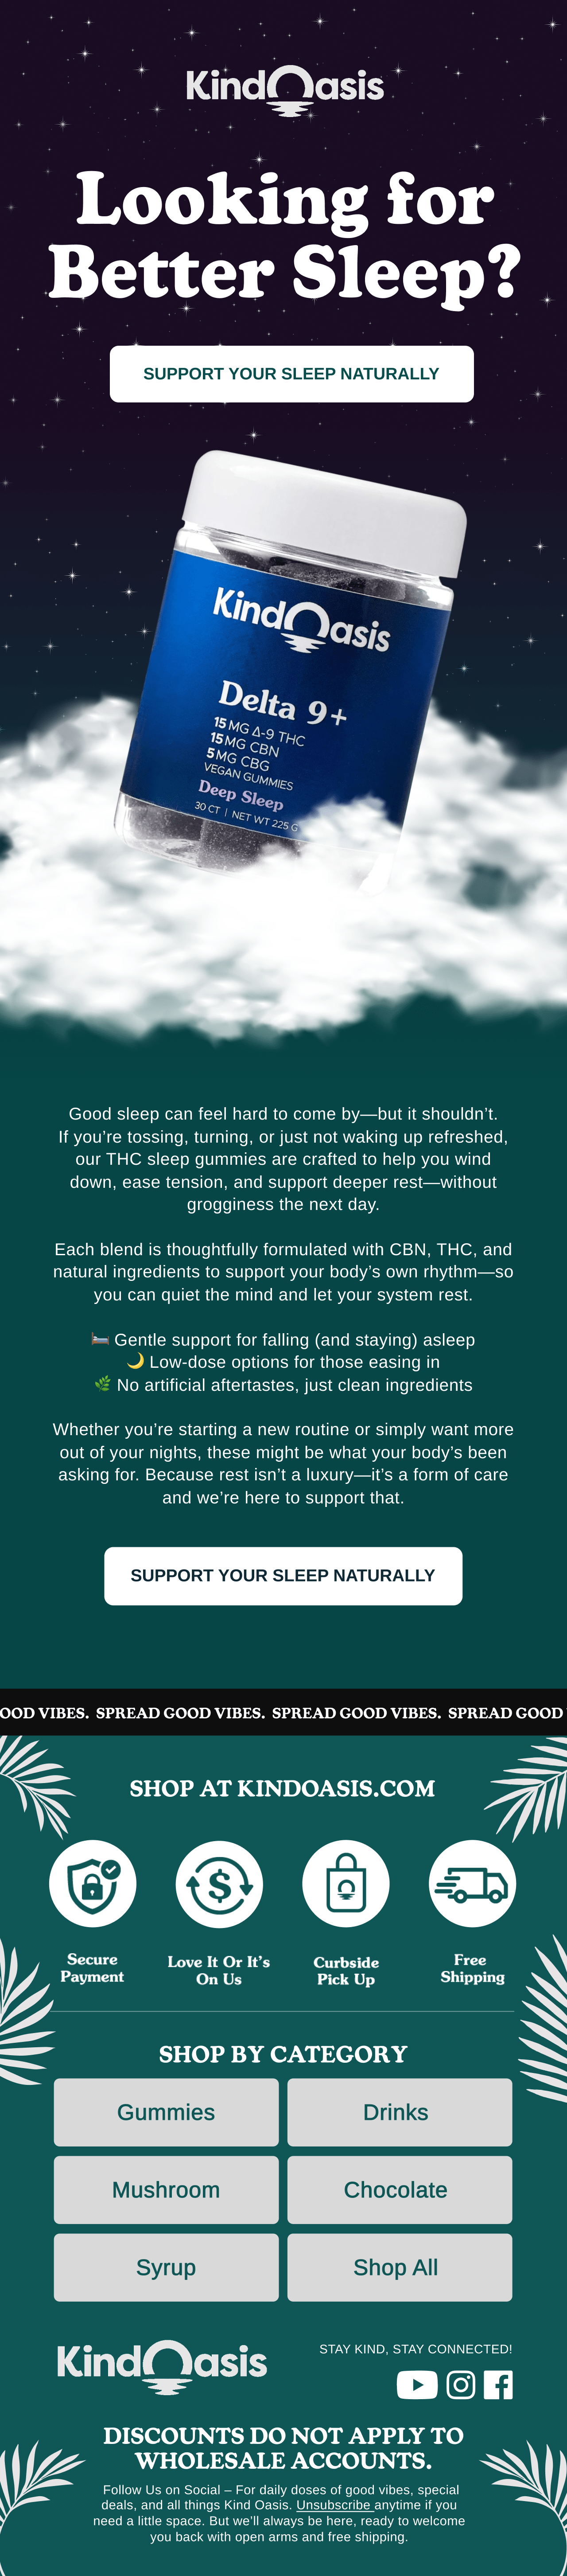 KindOasis
Looking for
Better Sleep?
SUPPORT YOUR SLEEP NATURALLY
KindOasis
Delta 9+
15 MG Δ-9 THC
15 MG CBN
5 MG CBG
VEGAN GUMMIES
Deep Sleep
30 CT | NET WT 225 G
Good sleep can feel hard to come by—but it shouldn’t.
If you’re tossing, turning, or just not waking up refreshed,
our THC sleep gummies are crafted to help you wind
down, ease tension, and support deeper rest—without
grogginess the next day.
Each blend is thoughtfully formulated with CBN, THC, and
natural ingredients to support your body’s own rhythm—so
you can quiet the mind and let your system rest.
🛏️ Gentle support for falling (and staying) asleep
🌙 Low-dose options for those easing in
🌿 No artificial aftertastes, just clean ingredients
Whether you’re starting a new routine or simply want more
out of your nights, these might be what your body’s been
asking for. Because rest isn’t a luxury—it’s a form of care
and we’re here to support that.
SUPPORT YOUR SLEEP NATURALLY
OOD VIBES. SPREAD GOOD VIBES. SPREAD GOOD VIBES. SPREAD GOOD
SHOP AT KINDOASIS.COM
Secure
Payment
Love It Or It’s
On Us
Curbside
Pick Up
Free
Shipping
SHOP BY CATEGORY
Gummies
Drinks
Mushroom
Chocolate
Syrup
Shop All
KindOasis
STAY KIND, STAY CONNECTED!
DISCOUNTS DO NOT APPLY TO
WHOLESALE ACCOUNTS.
Follow Us on Social – For daily doses of good vibes, special
deals, and all things Kind Oasis. Unsubscribe anytime if you
need a little space. But we’ll always be here, ready to welcome
you back with open arms and free shipping.